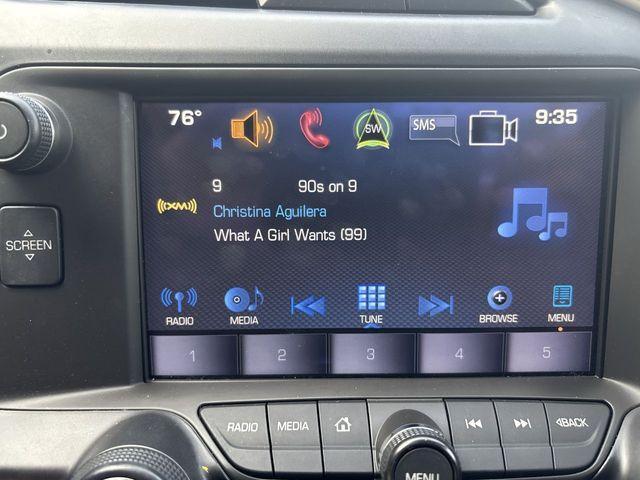 76° SW SMS 9:35
9 90s on 9
((XM))
Christina Aguilera
What A Girl Wants (99)
SCREEN
RADIO MEDIA TUNE BROWSE MENU
1 2 3 4 5
RADIO MEDIA BACK
MENU